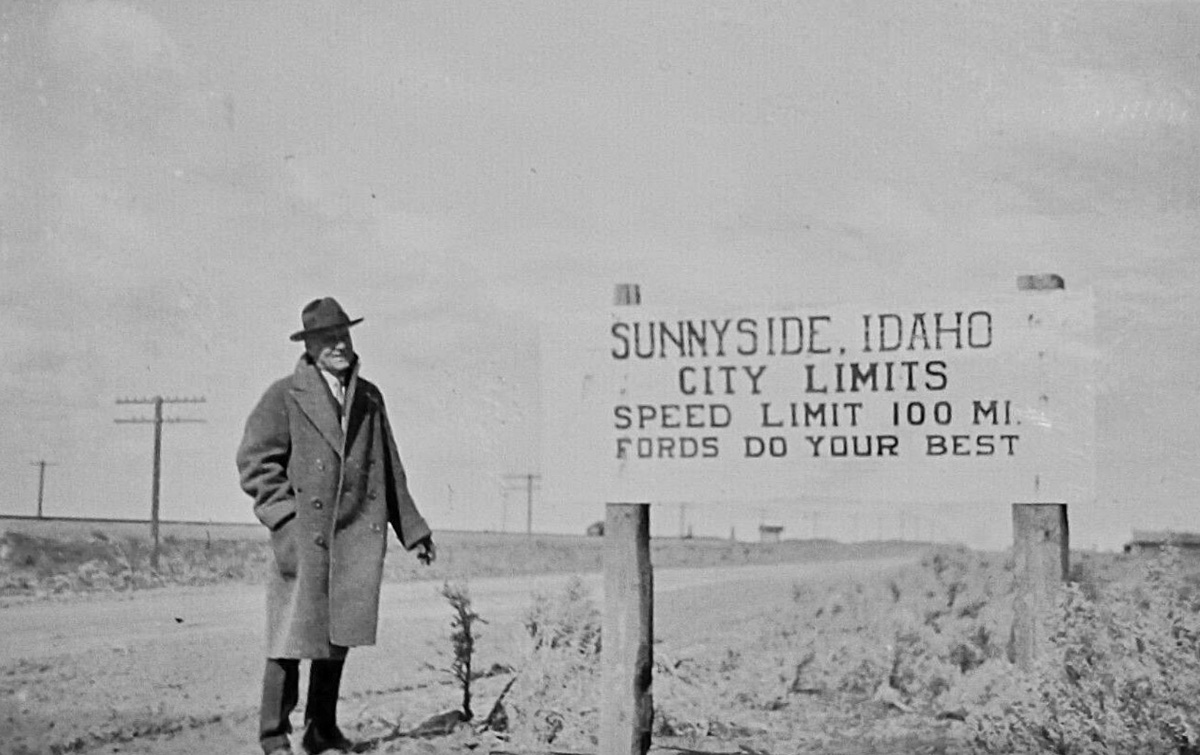 SUNNYSIDE, IDAHO
CITY LIMITS
SPEED LIMIT 100 MI.
FORDS DO YOUR BEST